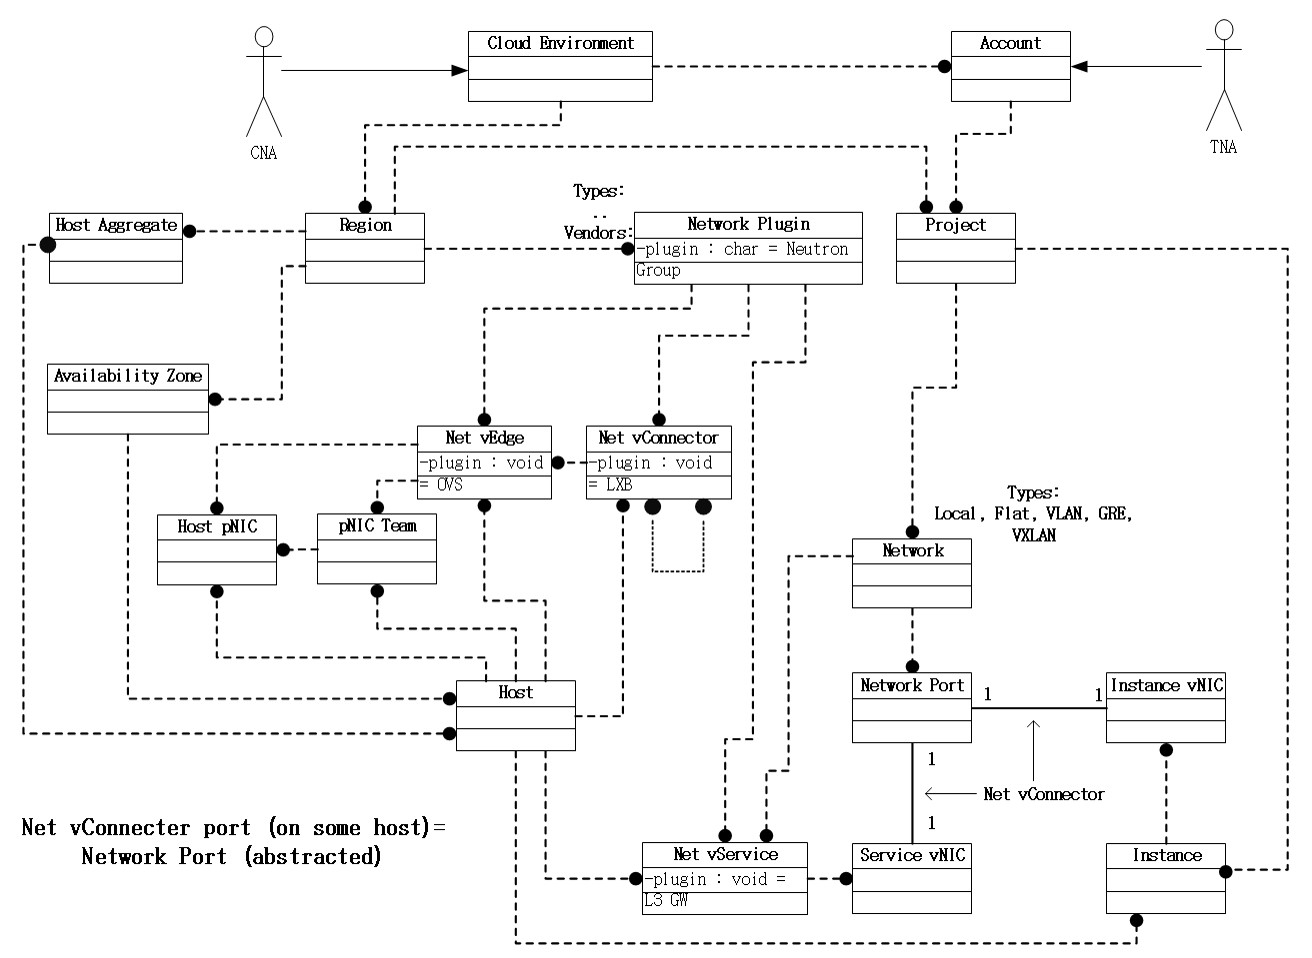 Cloud Environment
Account
CNA
TNA
Types:
..
Vendors:
Host Aggregate
Region
Network Plugin
-plugin : char = Neutron
Group
Project
Availability Zone
Net vEdge
-plugin : void
= OVS
Net vConnector
-plugin : void
= LXB
Types:
Local, Flat, VLAN, GRE,
VXLAN
Host pNIC
pNIC Team
Network
Host
Network Port
1
1
Instance vNIC
1
Net vConnector
1
Net vConnecter port (on some host)=
Network Port (abstracted)
Net vService
-plugin : void =
L3 GW
Service vNIC
Instance